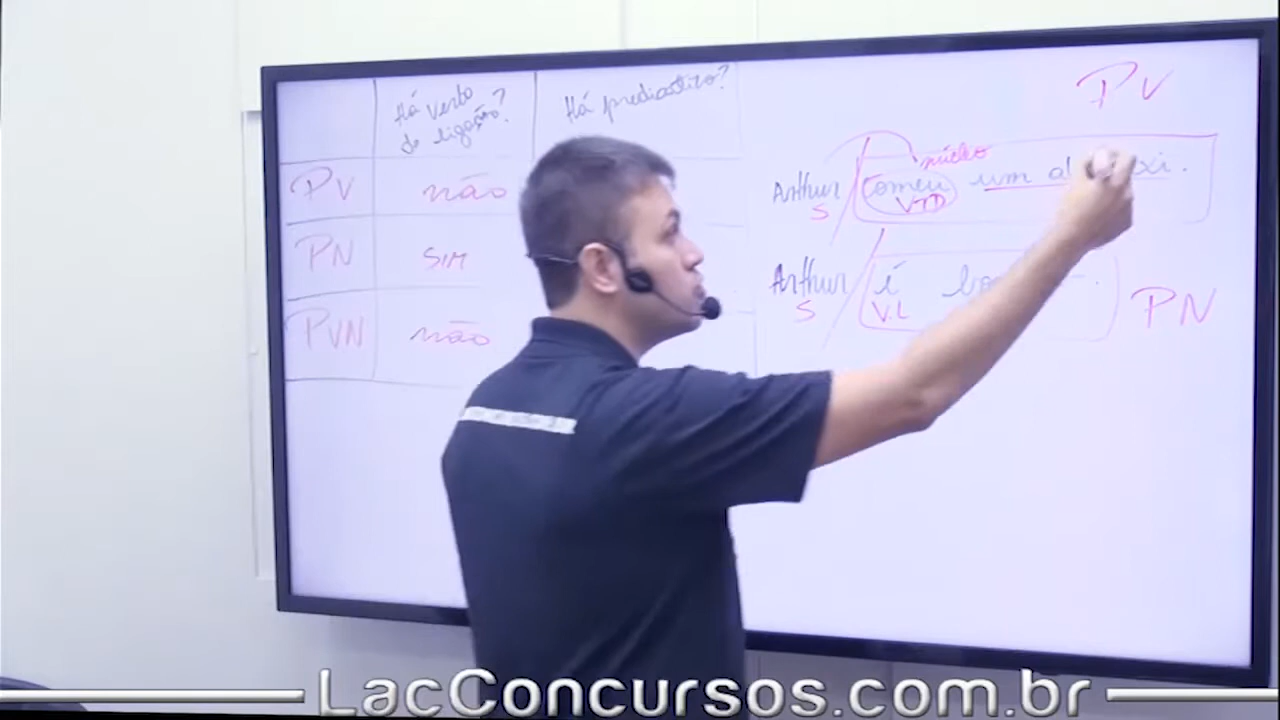 Há verbo de ligação?
Há predicativo?
PV não
PN SIM
PVN não
PV
núcleo
Arthur comeu um
S VTD
Arthur é
S V.L
PN
LacConcursos.com.br